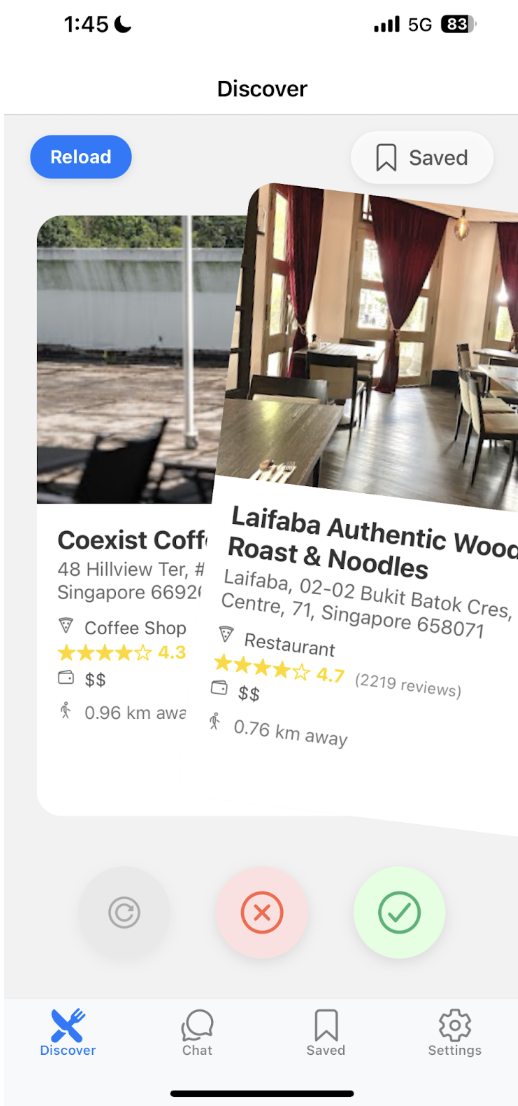 1:45
5G
83
Discover
Reload
Saved
Coexist Coff
48 Hillview Ter, #
Singapore
Coffee Shop
4.3
$$
0.96 km awa
Laifaba Authentic Wood
Roast & Noodles
Laifaba, 02-02 Bukit Batok Cres,
Centre, 71, Singapore 658071
Restaurant
4.7 (2219 reviews)
$$
0.76 km away
Discover
Chat
Saved
Settings